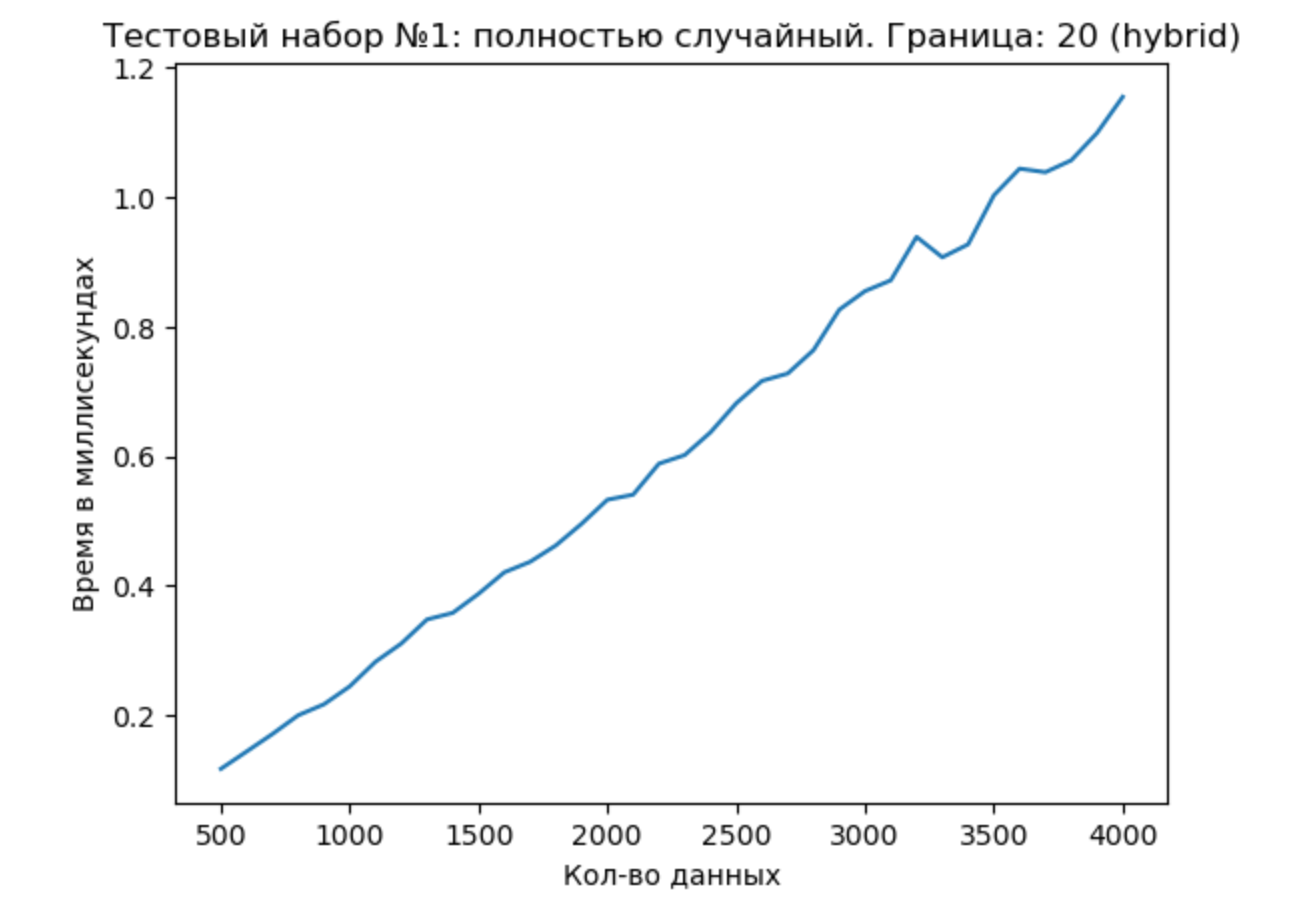 Тестовый набор №1: полностью случайный. Граница: 20 (hybrid)
1.2
1.0
0.8
0.6
0.4
0.2
Время в миллисекундах
500 1000 1500 2000 2500 3000 3500 4000
Кол-во данных